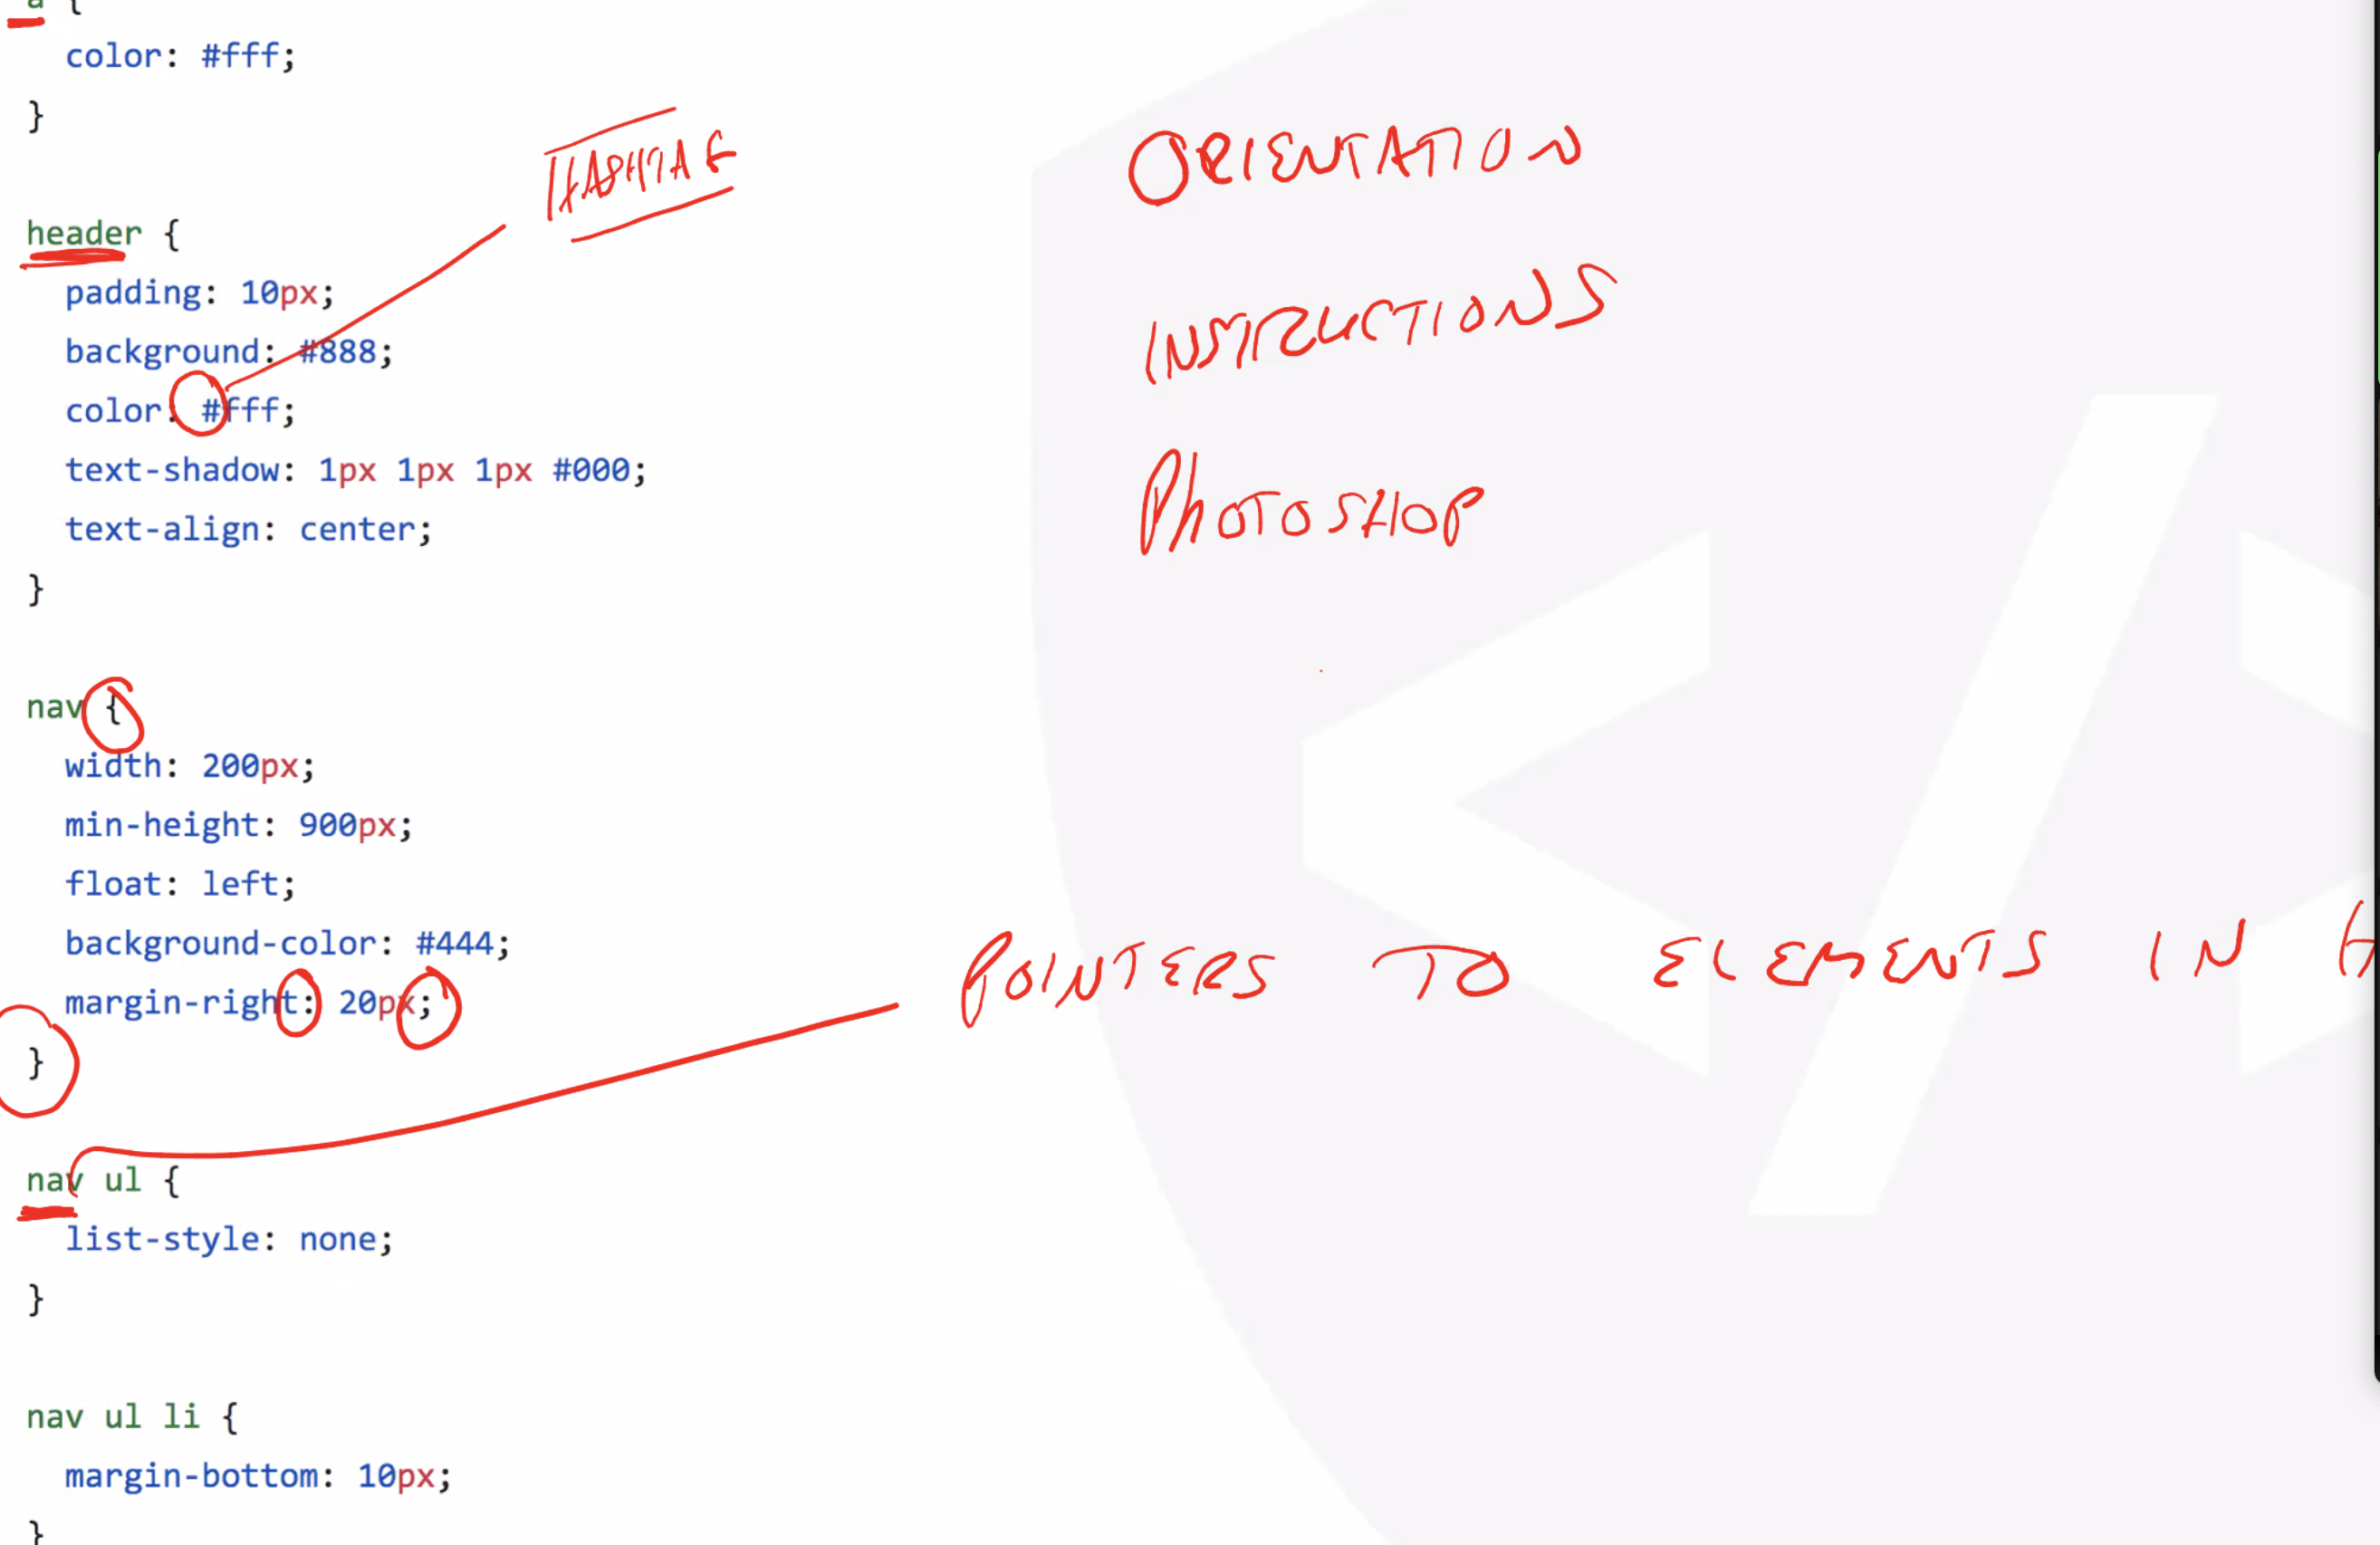 a {
color: #fff;
}
HASHTAG
ORIENTATION
header {
padding: 10px;
INSTRUCTIONS
background: #888;
color: #fff;
text-shadow: 1px 1px 1px #000;
PHOTOSHOP
text-align: center;
}
nav {
width: 200px;
min-height: 900px;
float: left;
background-color: #444;
POINTERS TO ELEMENTS IN
margin-right: 20px;
}
nav ul {
list-style: none;
}
nav ul li {
margin-bottom: 10px;
}